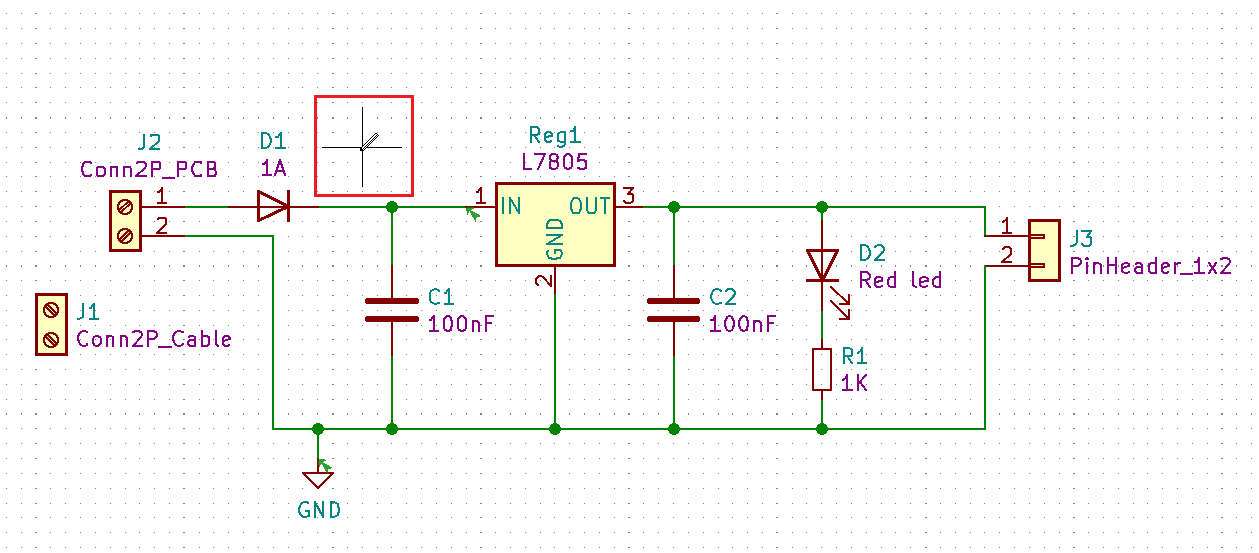 J2
Conn2P_PCB
1
2
D1
1A
Reg1
L7805
1
IN
OUT
3
GND
2
J1
Conn2P_Cable
C1
100nF
C2
100nF
D2
Red led
R1
1K
1
2
J3
PinHeader_1x2
GND